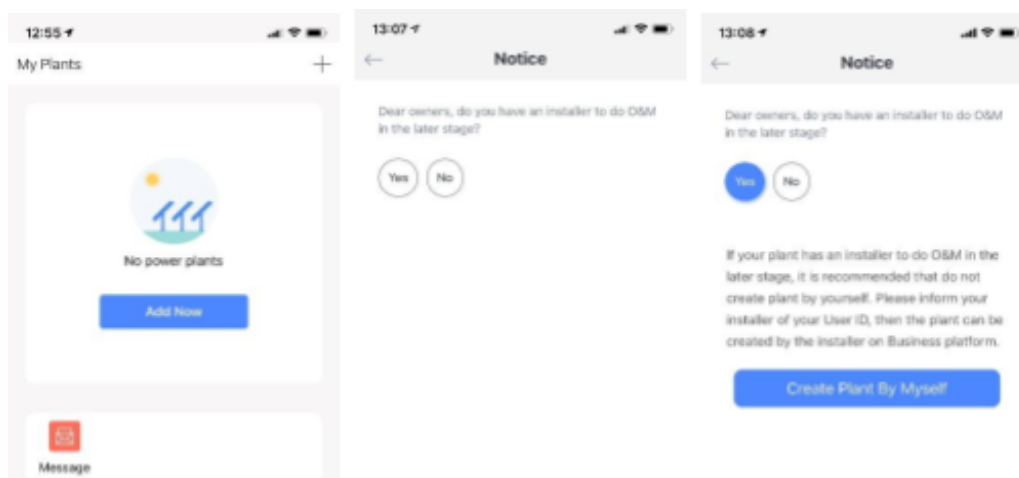 12:55
My Plants
No power plants
Add Now
Message
13:07
Notice
Dear owners, do you have an installer to do O&M
in the later stage?
Yes No
13:08
Notice
Dear owners, do you have an installer to do O&M
in the later stage?
Yes No
If your plant has an installer to do O&M in the
later stage, it is recommended that do not
create plant by yourself. Please inform your
installer of your User ID, then the plant can be
created by the installer on Business platform.
Create Plant By Myself